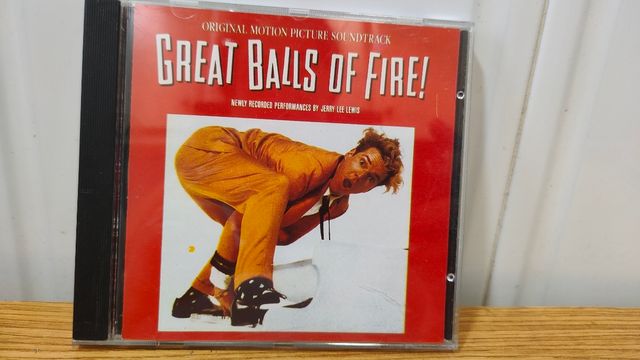 ORIGINAL MOTION PICTURE SOUNDTRACK
GREAT BALLS OF FIRE!
NEWLY RECORDED PERFORMANCES BY JERRY LEE LEWIS